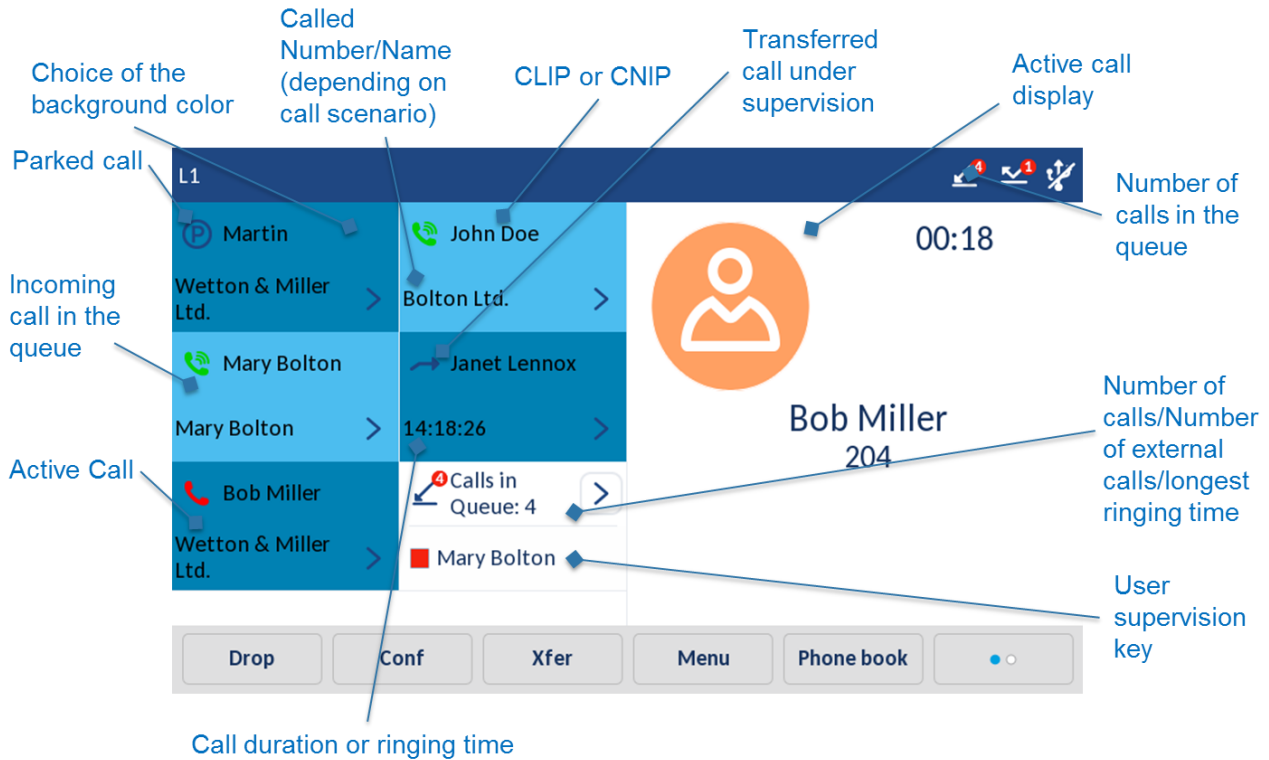 Called
Number/Name
(depending on
call scenario)
Transferred
call under
supervision
Choice of the
background color
CLIP or CNIP
Active call
display
Parked call
L1
4
1
Number of
calls in the
queue
P
Martin
John Doe
00:18
Wetton & Miller
Ltd.
Bolton Ltd.
Incoming
call in the
queue
Mary Bolton
Janet Lennox
Mary Bolton
14:18:26
Bob Miller
204
Number of
calls/Number
of external
calls/longest
ringing time
Active Call
Bob Miller
4
Calls in
Queue: 4
Wetton & Miller
Ltd.
Mary Bolton
User
supervision
key
Drop
Conf
Xfer
Menu
Phone book
Call duration or ringing time